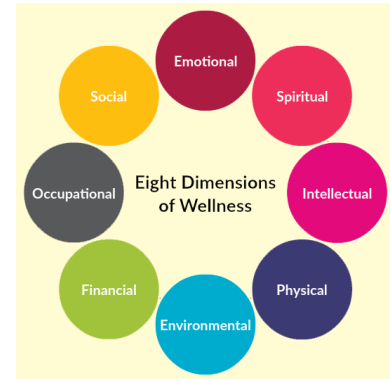 Emotional
Social
Spiritual
Occupational
Eight Dimensions
of Wellness
Intellectual
Financial
Physical
Environmental